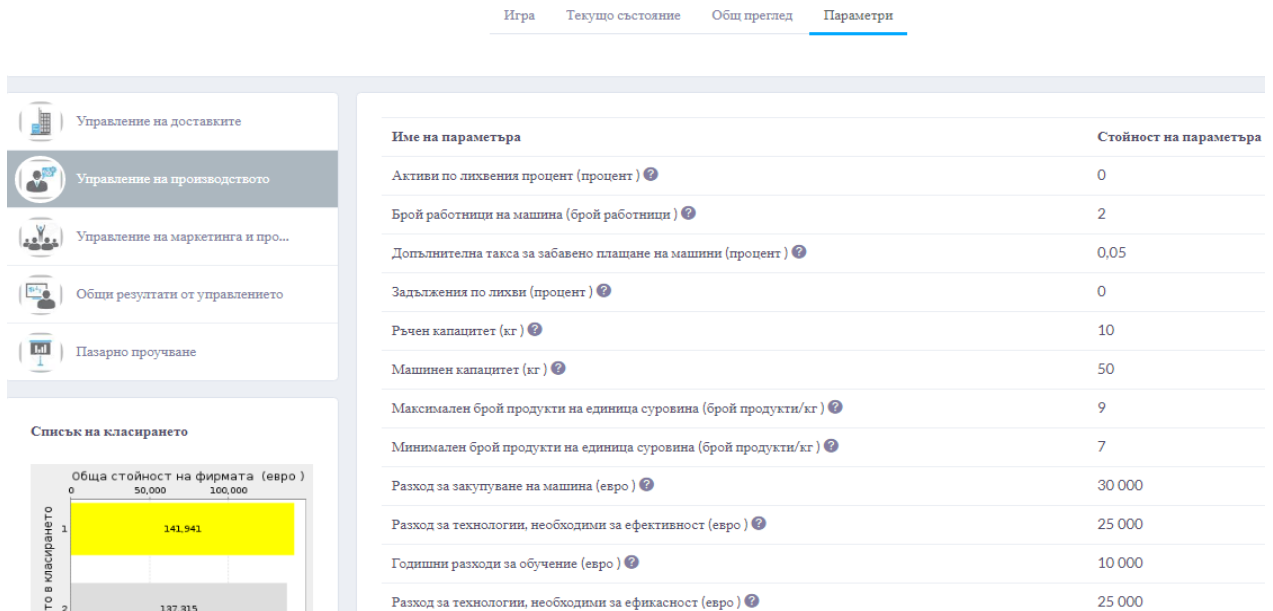 Игра Текущо състояние Общ преглед Параметри
Управление на доставките
Управление на производството
Управление на маркетинга и про...
Общи резултати от управлението
Пазарно проучване
Списък на класирането
Обща стойност на фирмата (евро )
0 50,000 100,000
1 141,941
2 137,315
то в класирането
Име на параметъра Стойност на параметъра
Активи по лихвения процент (процент ) ? 0
Брой работници на машина (брой работници ) ? 2
Допълнителна такса за забавено плащане на машини (процент ) ? 0,05
Задължения по лихви (процент ) ? 0
Ръчен капацитет (кг ) ? 10
Машинен капацитет (кг ) ? 50
Максимален брой продукти на единица суровина (брой продукти/кг ) ? 9
Минимален брой продукти на единица суровина (брой продукти/кг ) ? 7
Разход за закупуване на машина (евро ) ? 30 000
Разход за технологии, необходими за ефективност (евро ) ? 25 000
Годишни разходи за обучение (евро ) ? 10 000
Разход за технологии, необходими за ефикасност (евро ) ? 25 000